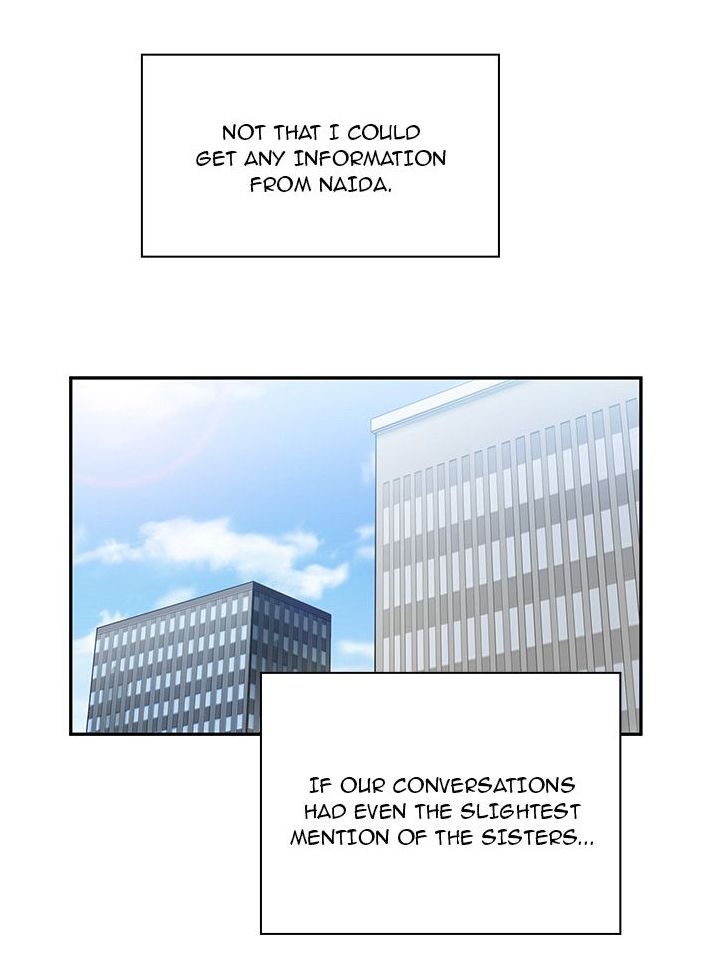 NOT THAT I COULD
GET ANY INFORMATION
FROM NAIDA.
IF OUR CONVERSATIONS
HAD EVEN THE SLIGHTEST
MENTION OF THE SISTERS...